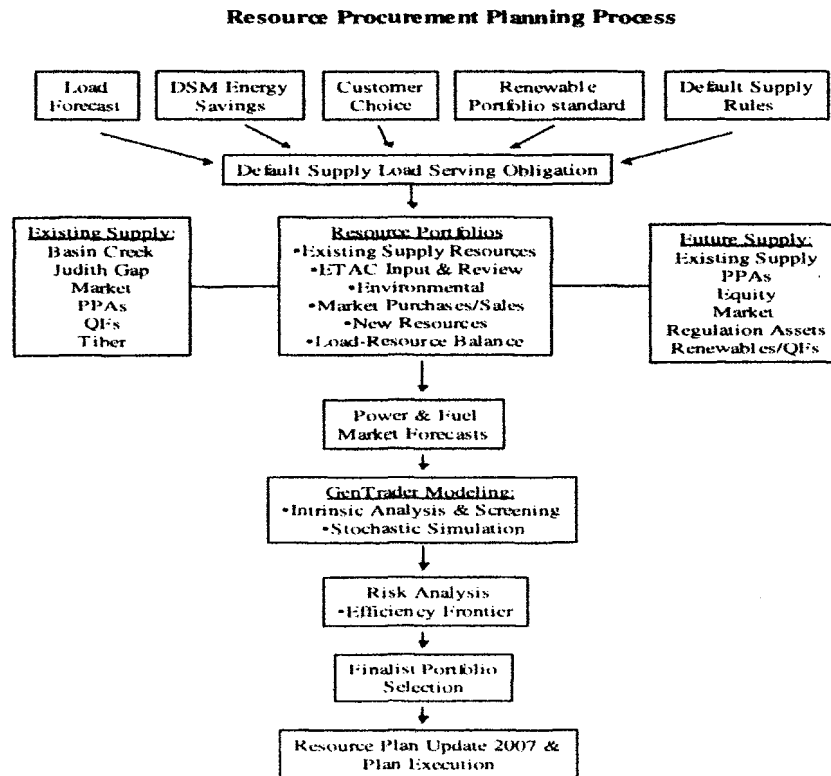 Resource Procurement Planning Process
Load
Forecast
DSM Energy
Savings
Customer
Choice
Renewable
Portfolio standard
Default Supply
Rules
Default Supply Load Serving Obligation
Existing Supply:
Basin Creek
Judith Gap
Market
PPAs
QFs
Tiber
Resource Portfolios
•Existing Supply Resources
•ETAC Input & Review
•Environmental
•Market Purchases/Sales
•New Resources
•Load-Resource Balance
Future Supply:
Existing Supply
PPAs
Equity
Market
Regulation Assets
Renewables/QFs
Power & Fuel
Market Forecasts
GenTrader Modeling:
•Intrinsic Analysis & Screening
•Stochastic Simulation
Risk Analysis
•Efficiency Frontier
Finalist Portfolio
Selection
Resource Plan Update 2007 &
Plan Execution